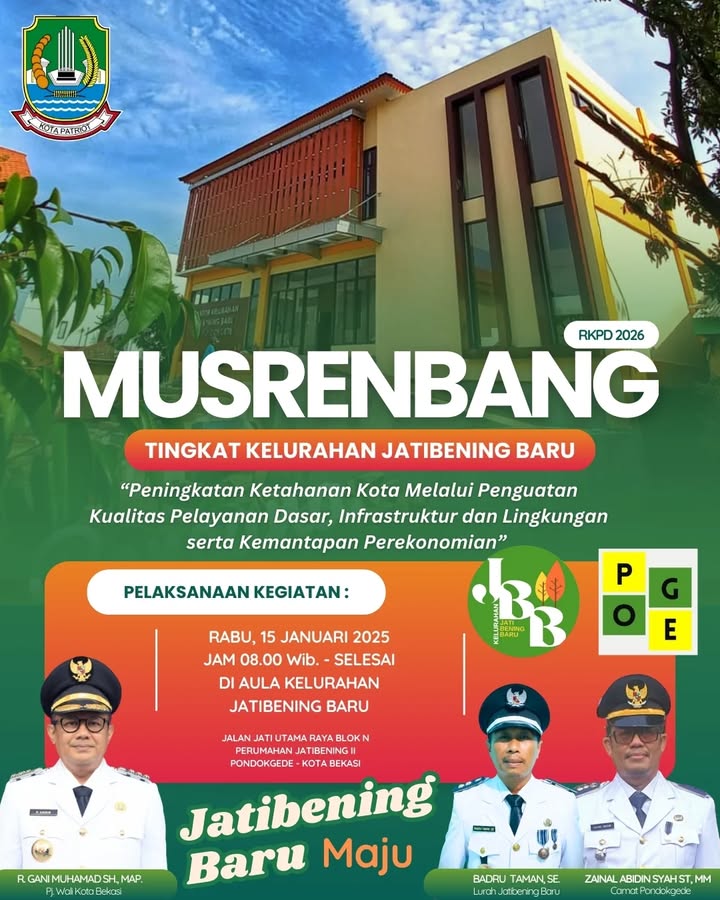 KOTA PATRIOT
RKPD 2026
MUSRENBANG
TINGKAT KELURAHAN JATIBENING BARU
“Peningkatan Ketahanan Kota Melalui Penguatan
Kualitas Pelayanan Dasar, Infrastruktur dan Lingkungan
serta Kemantapan Perekonomian”
PELAKSANAAN KEGIATAN :
RABU, 15 JANUARI 2025
JAM 08.00 Wib. - SELESAI
DI AULA KELURAHAN
JATIBENING BARU
JALAN JATI UTAMA RAYA BLOK N
PERUMAHAN JATIBENING II
PONDOKGEDE - KOTA BEKASI
KELURAHAN
JBB
JATI
BENING
BARU
P G
O E
Jatibening
Baru Maju
R. GANI MUHAMAD SH., MAP.
Pj. Wali Kota Bekasi
BADRU TAMAN, SE.
Lurah Jatibening Baru
ZAINAL ABIDIN SYAH ST, MM
Camat Pondokgede